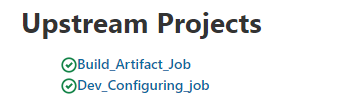 Upstream Projects
Build_Artifact_Job
Dev_Configuring_job